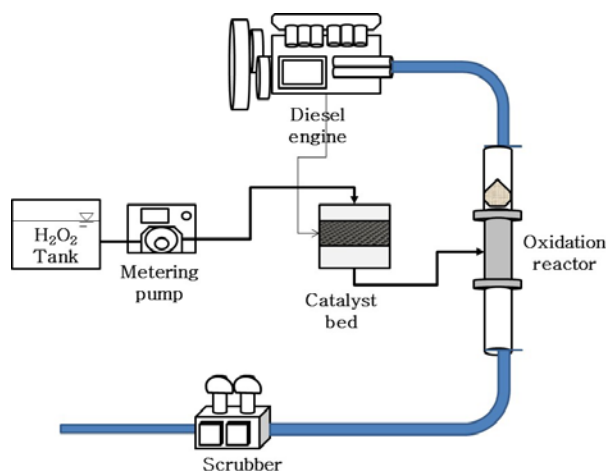 Diesel
engine
H₂O₂
Tank
Metering
pump
Catalyst
bed
Oxidation
reactor
Scrubber